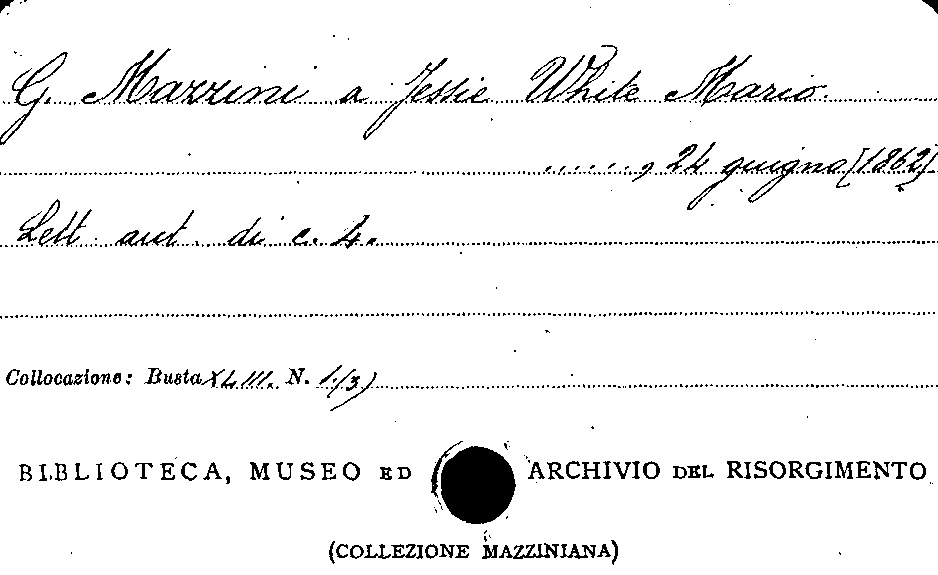 G. Mazzini a Jessie White Mario.
......, 24 giugno [1862]
Lett. aut. di c. 4.
Collocazione: Busta XLIII. N. 1(3)
BIBLIOTECA, MUSEO ED ARCHIVIO DEL RISORGIMENTO
(COLLEZIONE MAZZINIANA)